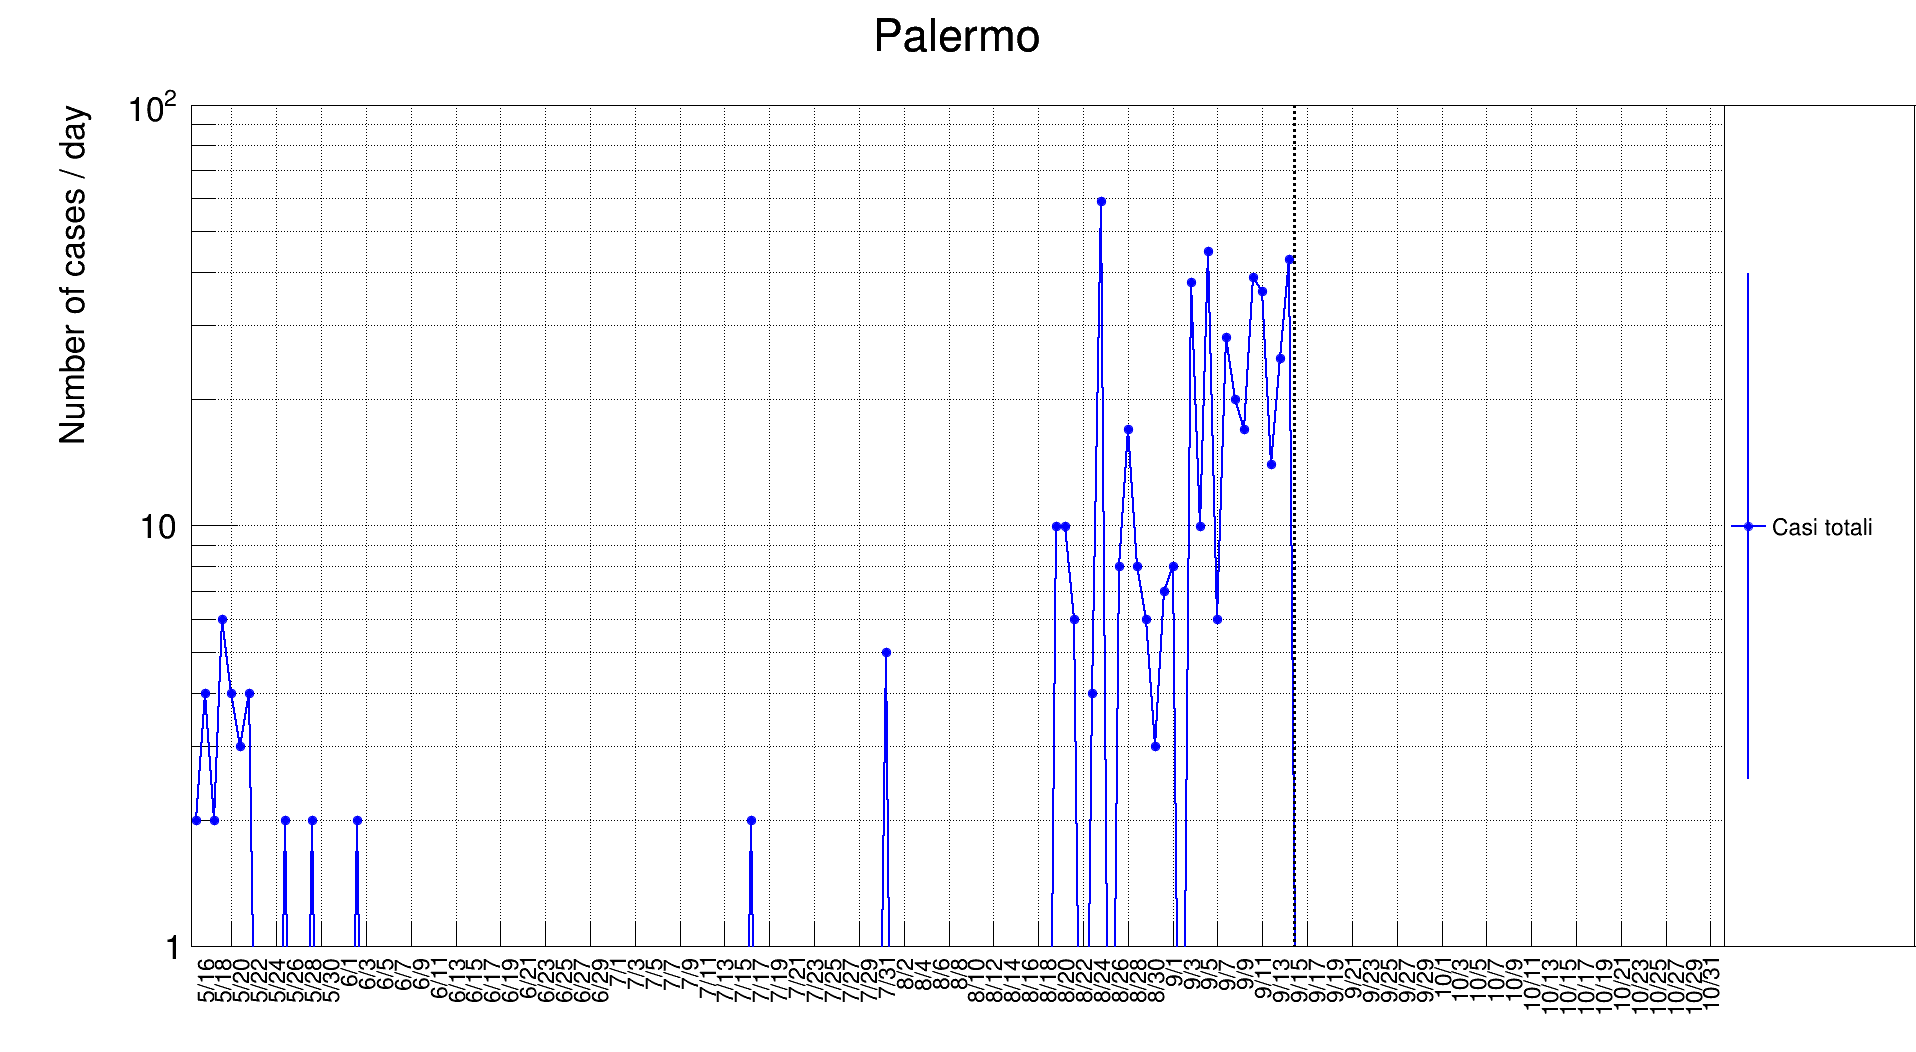 Palermo
Number of cases / day
10²
10
1
5/16 5/18 5/20 5/22 5/24 5/26 5/28 5/30 6/1 6/3 6/5 6/7 6/9 6/11 6/13 6/15 6/17 6/19 6/21 6/23 6/25 6/27 6/29 7/1 7/3 7/5 7/7 7/9 7/11 7/13 7/15 7/17 7/19 7/21 7/23 7/25 7/27 7/29 7/31 8/2 8/4 8/6 8/8 8/10 8/12 8/14 8/16 8/18 8/20 8/22 8/24 8/26 8/28 8/30 9/1 9/3 9/5 9/7 9/9 9/11 9/13 9/15 9/17 9/19 9/21 9/23 9/25 9/27 9/29 10/1 10/3 10/5 10/7 10/9 10/11 10/13 10/15 10/17 10/19 10/21 10/23 10/25 10/27 10/29 10/31
Casi totali